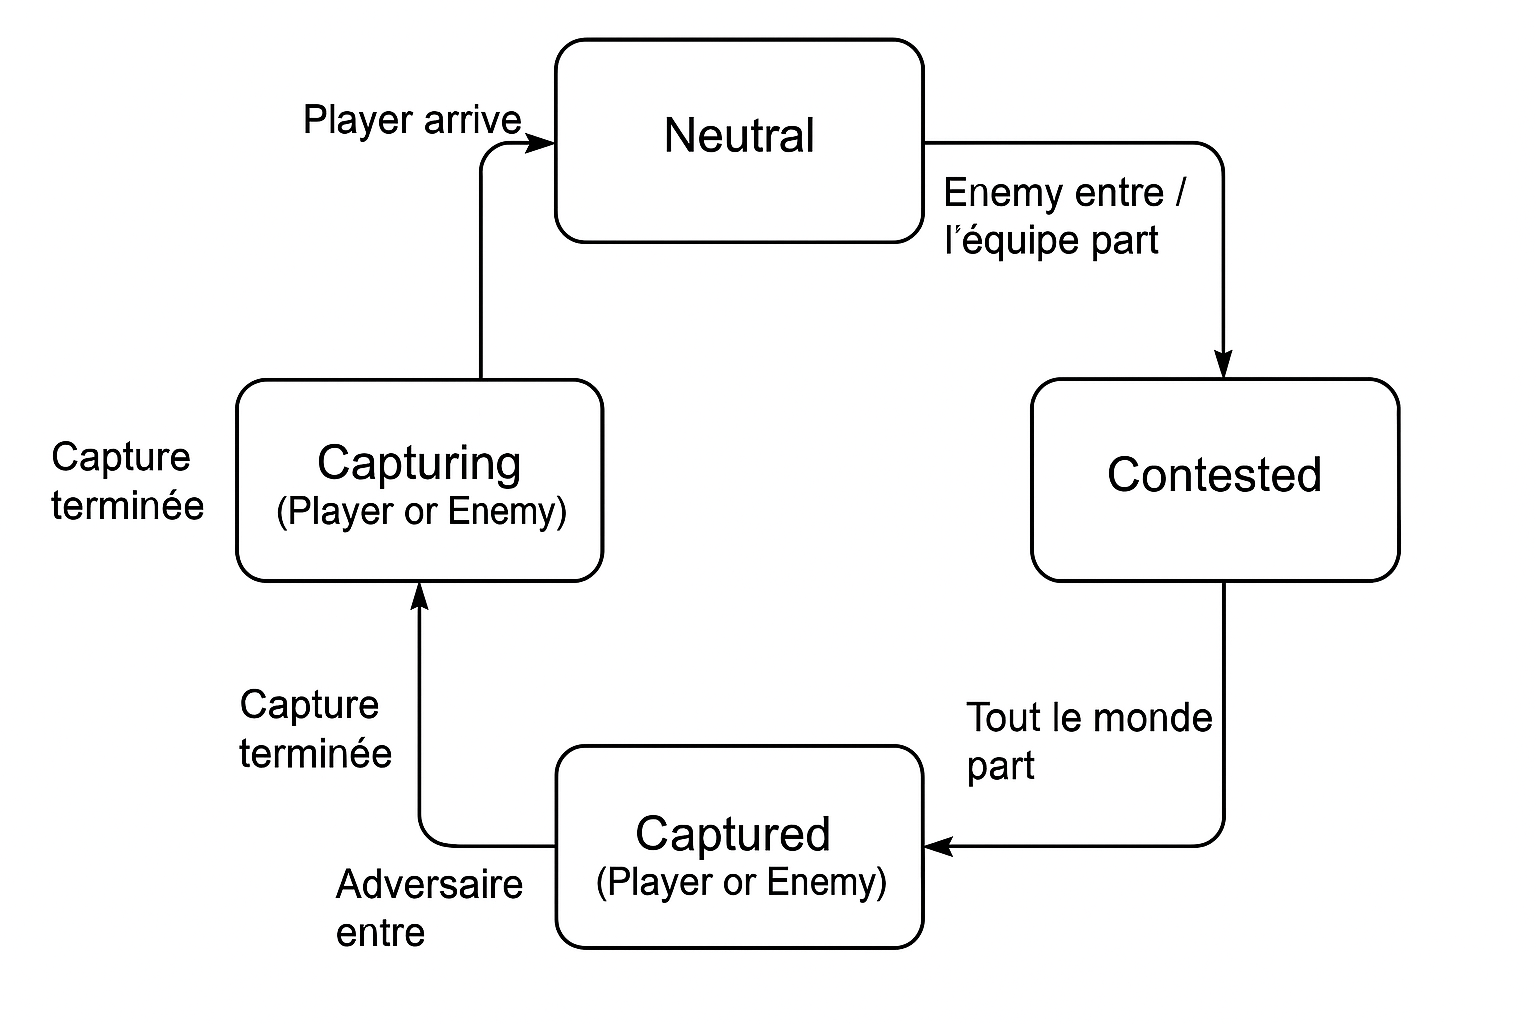 Player arrive
Neutral
Enemy entre /
l'équipe part
Capturing
(Player or Enemy)
Capture
terminée
Contested
Capture
terminée
Tout le monde
part
Captured
(Player or Enemy)
Adversaire
entre